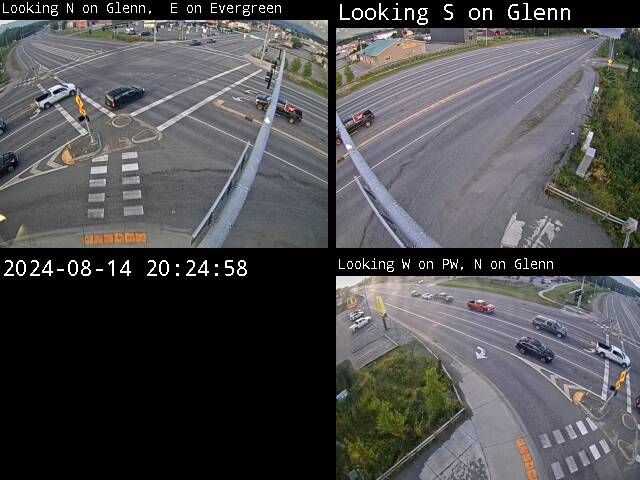 Looking N on Glenn, E on Evergreen
Looking S on Glenn
2024-08-14 20:24:58
Looking W on PW, N on Glenn